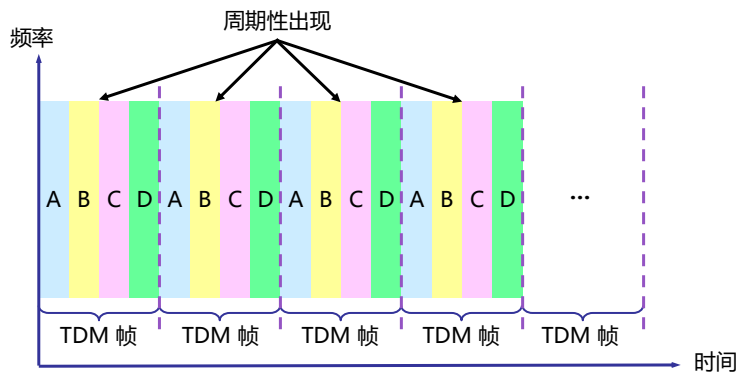 周期性出现
频率
A B C D A B C D A B C D A B C D ...
TDM 帧 TDM 帧 TDM 帧 TDM 帧 TDM 帧
时间